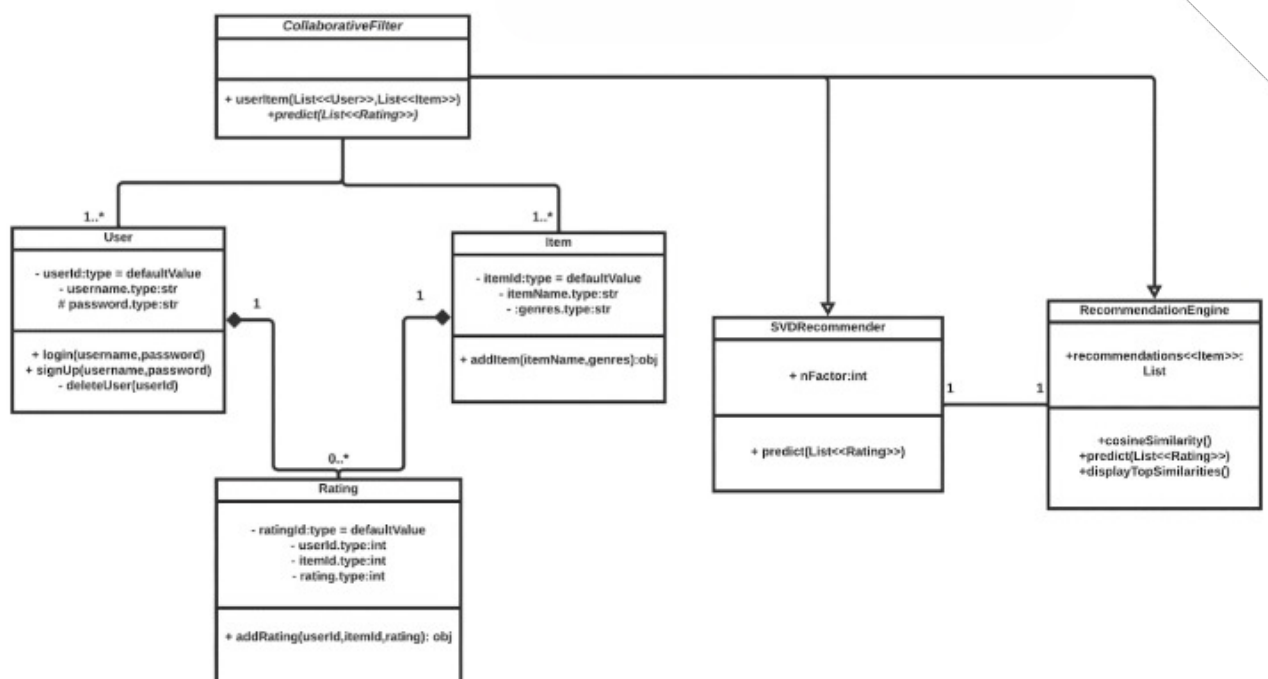 CollaborativeFilter
+ userItem(List<<User>>,List<<Item>>)
+predict(List<<Rating>>)
1..*
1..*
User
- userId:type = defaultValue
- username.type:str
# password.type:str
+ login(username,password)
+ signUp(username,password)
- deleteUser(userId)
Item
- itemId:type = defaultValue
- itemName.type:str
- :genres.type:str
+ addItem(itemName,genres):obj
1
1
0..*
Rating
- ratingId:type = defaultValue
- userId.type:int
- itemId.type:int
- rating.type:int
+ addRating(userId,itemId,rating): obj
SVDRecommender
+ nFactor:int
+ predict(List<<Rating>>)
1
1
RecommendationEngine
+recommendations<<Item>>:
List
+cosineSimilarity()
+predict(List<<Rating>>)
+displayTopSimilarities()